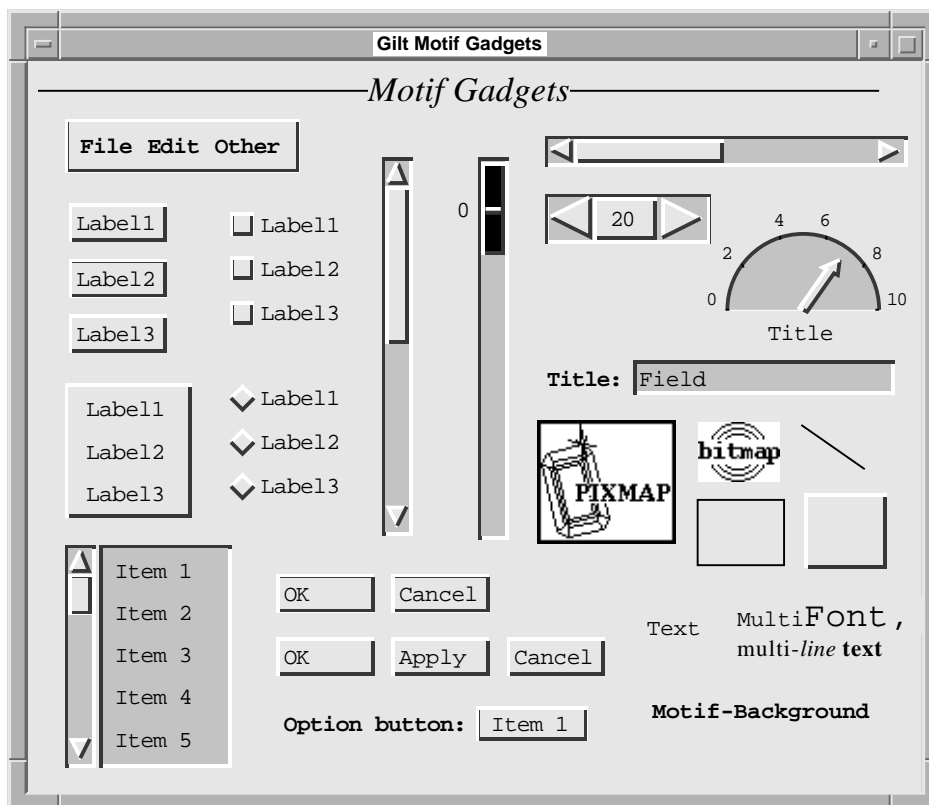 Gilt Motif Gadgets
Motif Gadgets
File Edit Other
Label1
Label2
Label3
Label1
Label2
Label3
0
20
0
2
4
6
8
10
Title
Title: Field
Label1
Label2
Label3
Label1
Label2
Label3
PIXMAP
bitmap
Item 1
Item 2
Item 3
Item 4
Item 5
OK
Cancel
OK
Apply
Cancel
Option button: Item 1
Text
MultiFont,
multi-line text
Motif-Background